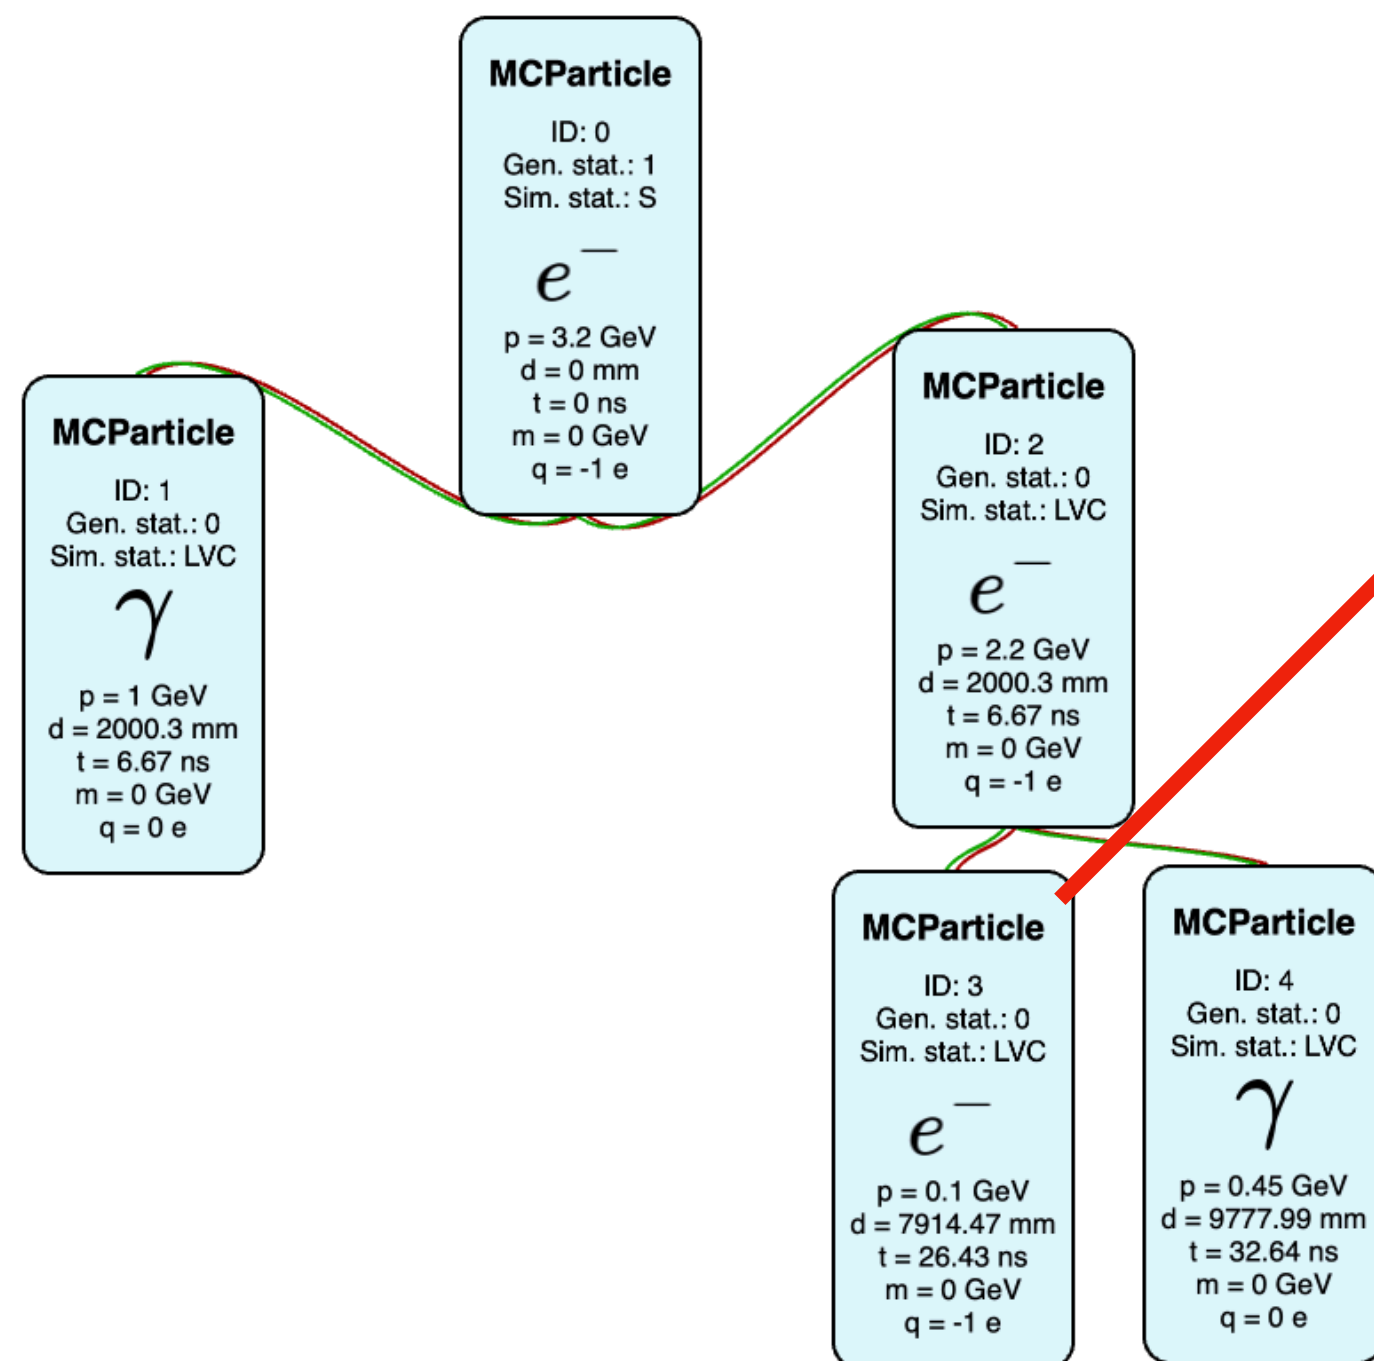 MCParticle
ID: 0
Gen. stat.: 1
Sim. stat.: S
e⁻
p = 3.2 GeV
d = 0 mm
t = 0 ns
m = 0 GeV
q = -1 e
MCParticle
ID: 1
Gen. stat.: 0
Sim. stat.: LVC
γ
p = 1 GeV
d = 2000.3 mm
t = 6.67 ns
m = 0 GeV
q = 0 e
MCParticle
ID: 2
Gen. stat.: 0
Sim. stat.: LVC
e⁻
p = 2.2 GeV
d = 2000.3 mm
t = 6.67 ns
m = 0 GeV
q = -1 e
MCParticle
ID: 3
Gen. stat.: 0
Sim. stat.: LVC
e⁻
p = 0.1 GeV
d = 7914.47 mm
t = 26.43 ns
m = 0 GeV
q = -1 e
MCParticle
ID: 4
Gen. stat.: 0
Sim. stat.: LVC
γ
p = 0.45 GeV
d = 9777.99 mm
t = 32.64 ns
m = 0 GeV
q = 0 e